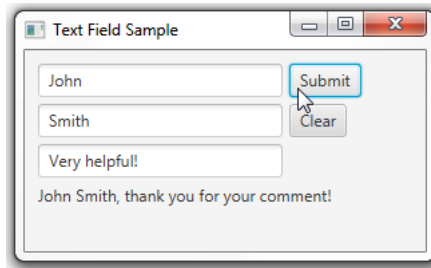 Text Field Sample
John
Submit
Smith
Clear
Very helpful!
John Smith, thank you for your comment!